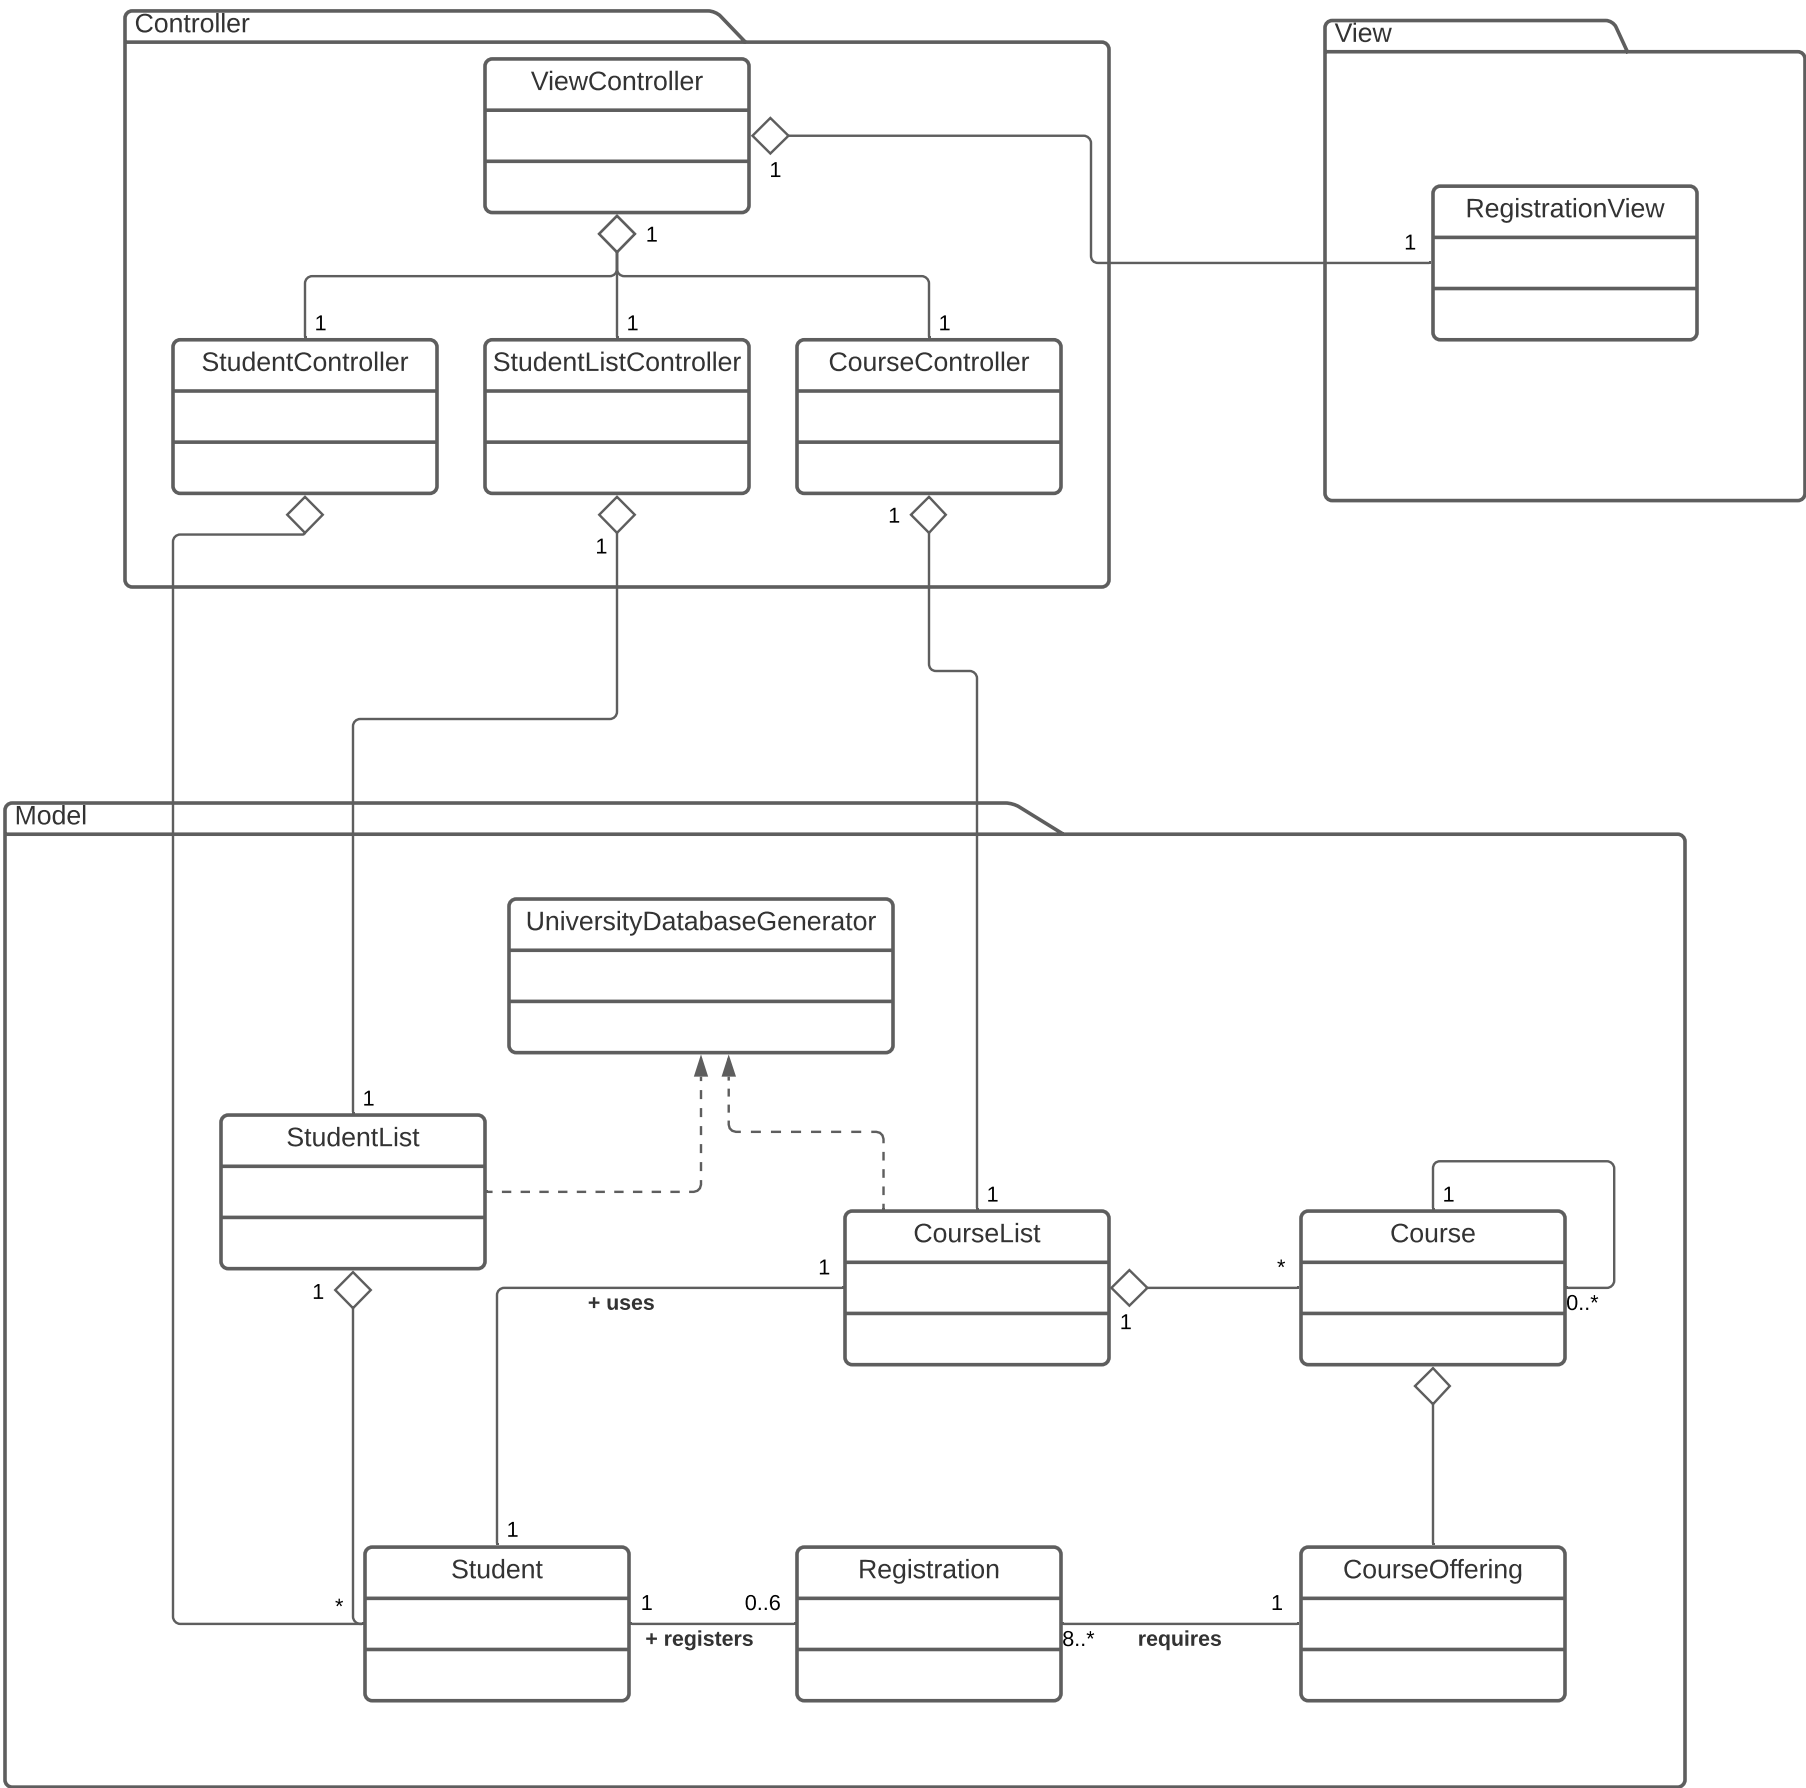 Controller
View
ViewController
1
1
RegistrationView
1
1
1
1
StudentController
StudentListController
CourseController
1
1
Model
UniversityDatabaseGenerator
1
StudentList
1
1
CourseList
Course
1
*
0..*
1
+ uses
1
1
Student
Registration
CourseOffering
*
1
0..6
1
+ registers
8..*
requires